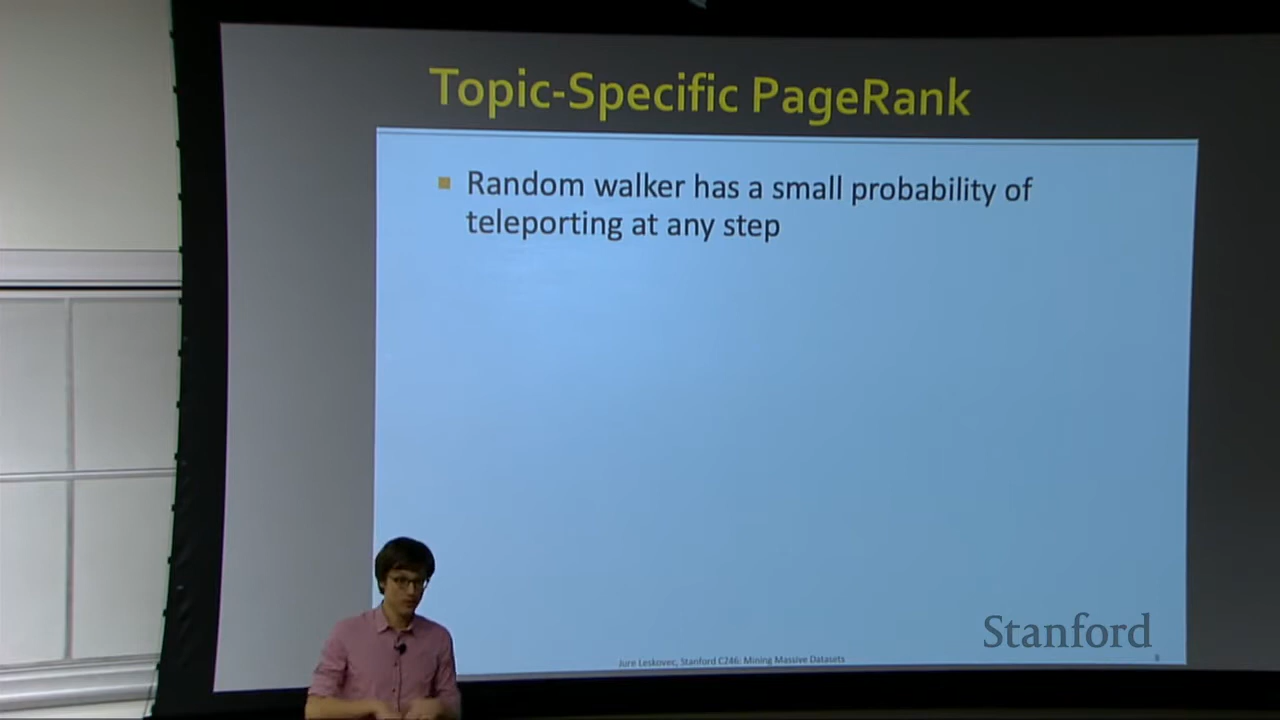 Topic-Specific PageRank
Random walker has a small probability of
teleporting at any step
Stanford
Jure Leskovec, Stanford C246: Mining Massive Datasets
8